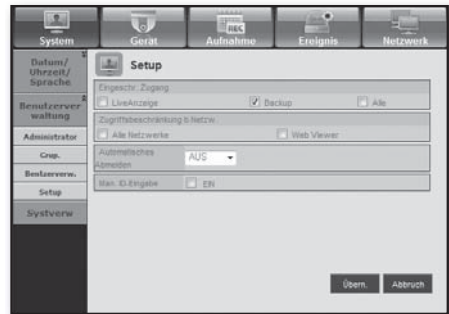 System Gerät Aufnahme Ereignis Netzwerk
Datum/
Uhrzeit/
Sprache
Benutzerver
waltung
Administrator
Grup.
Benutzerverw.
Setup
Systverw
Setup
Eingeschr. Zugang
LiveAnzeige Backup Alle
Zugriffsbeschränkung b.Netzw.
Alle Netzwerke Web Viewer
Automatisches
Abmelden
AUS
Man. ID-Eingabe EIN
Übern. Abbruch